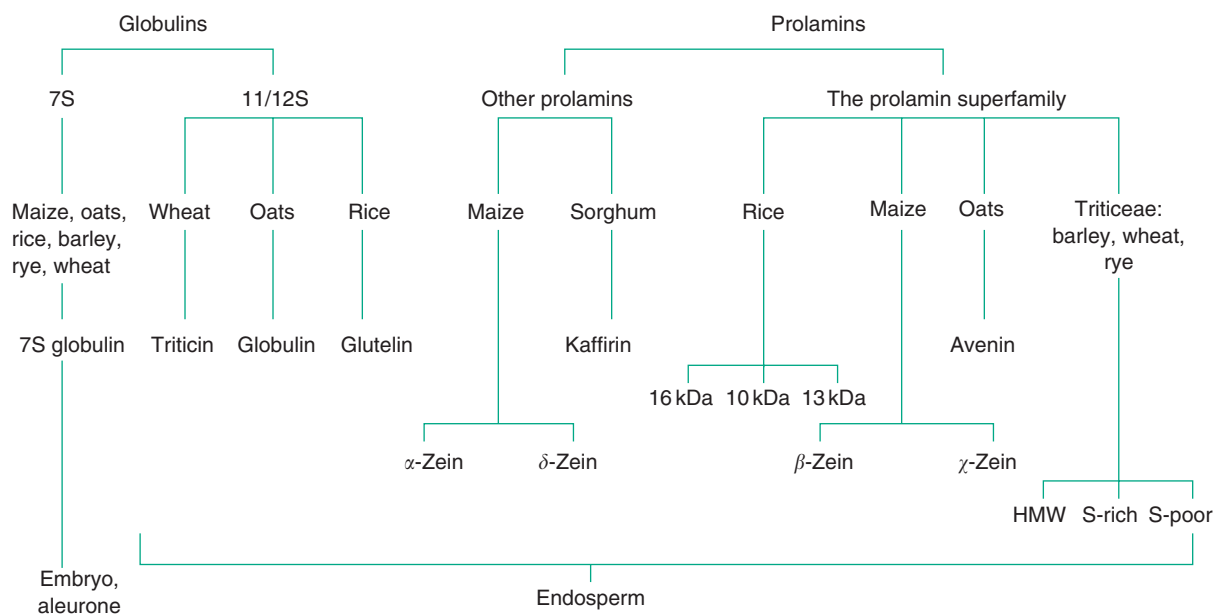 Globulins Prolamins
7S 11/12S Other prolamins The prolamin superfamily
Maize, oats,
rice, barley,
rye, wheat
Wheat Oats Rice Maize Sorghum Rice Maize Oats
Triticeae:
barley, wheat,
rye
7S globulin Triticin Globulin Glutelin Kaffirin Avenin
16 kDa 10 kDa 13 kDa
α-Zein δ-Zein β-Zein χ-Zein
HMW S-rich S-poor
Embryo,
aleurone
Endosperm